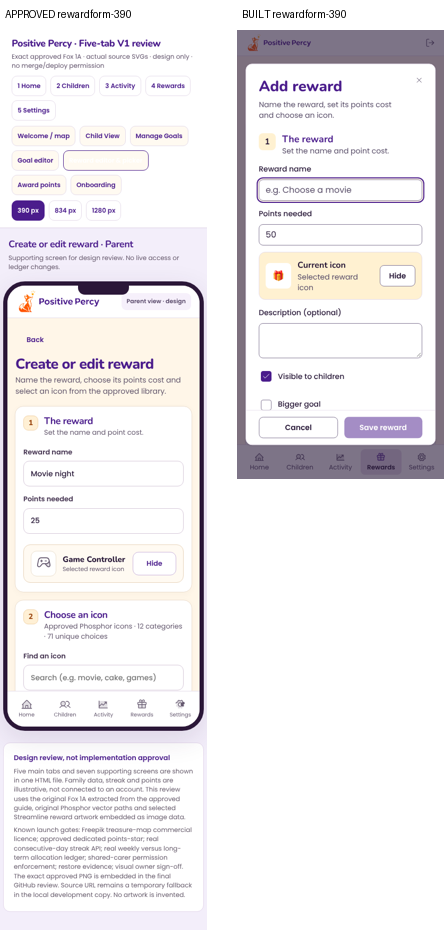 APPROVED rewardform-390
Positive Percy · Five-tab V1 review
Exact approved Fox 1A · actual source SVGs · design only ·
no merge/deploy permission
1 Home
2 Children
3 Activity
4 Rewards
5 Settings
Welcome / map
Child View
Manage Goals
Goal editor
Award points
Onboarding
390 px
834 px
1280 px
Create or edit reward · Parent
Supporting screen for design review. No live access or
ledger changes.
Positive Percy
Parent view · design
Back
Create or edit reward
Name the reward, choose its points cost and
select an icon from the approved library.
1
The reward
Set the name and point cost.
Reward name
Movie night
Points needed
25
Game Controller
Selected reward icon
Hide
2
Choose an icon
Approved Phosphor icons · 12 categories
· 71 unique choices
Find an icon
Search (e.g. movie, cake, games)
Home
Children
Activity
Rewards
Settings
Design review, not implementation approval
Five main tabs and seven supporting screens are shown
in one HTML file. Family data, streak and points are
illustrative, not connected to an account. This review
uses the original Fox 1A extracted from the approved
guide, original Phosphor vector paths and selected
Streamline reward artwork embedded as image data.
Known launch gates: Freepik treasure-map commercial
licence; approved dedicated points-star; real
consecutive-day streak API; real weekly versus long-
term allocation ledger; shared-carer permission
enforcement; restore evidence; visual owner sign-off.
The exact approved PNG is embedded in the final
GitHub review. Source URL remains a temporary fallback
in the local development copy. No artwork is invented.
BUILT rewardform-390
Positive Percy
Add reward
×
Name the reward, set its points cost
and choose an icon.
1
The reward
Set the name and point cost.
Reward name
e.g. Choose a movie
Points needed
50
Current icon
Selected reward
icon
Hide
Description (optional)
Visible to children
Bigger goal
Cancel
Save reward
Home
Children
Activity
Rewards
Settings